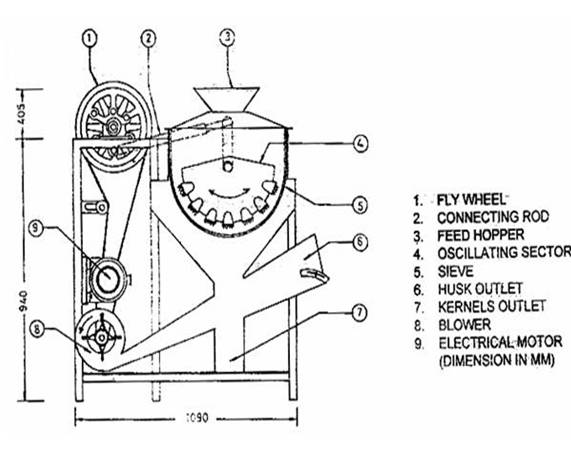 1 2 3
405
4
5
9
6
940
7
8
1090
1. FLY WHEEL
2. CONNECTING ROD
3. FEED HOPPER
4. OSCILLATING SECTOR
5. SIEVE
6. HUSK OUTLET
7. KERNELS OUTLET
8. BLOWER
9. ELECTRICAL MOTOR
(DIMENSION IN MM)